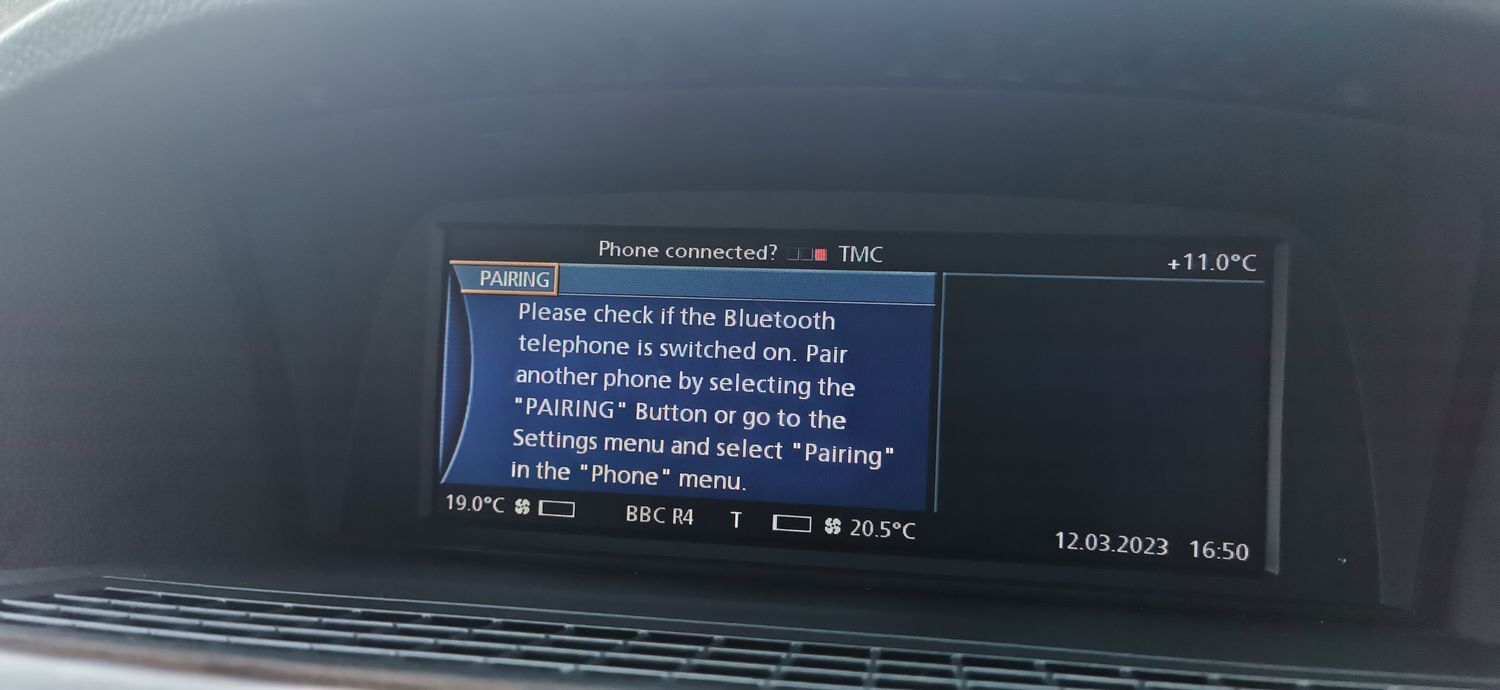 Phone connected? TMC +11.0°C
PAIRING
Please check if the Bluetooth
telephone is switched on. Pair
another phone by selecting the
"PAIRING" Button or go to the
Settings menu and select "Pairing"
in the "Phone" menu.
19.0°C BBC R4 T 20.5°C
12.03.2023 16:50